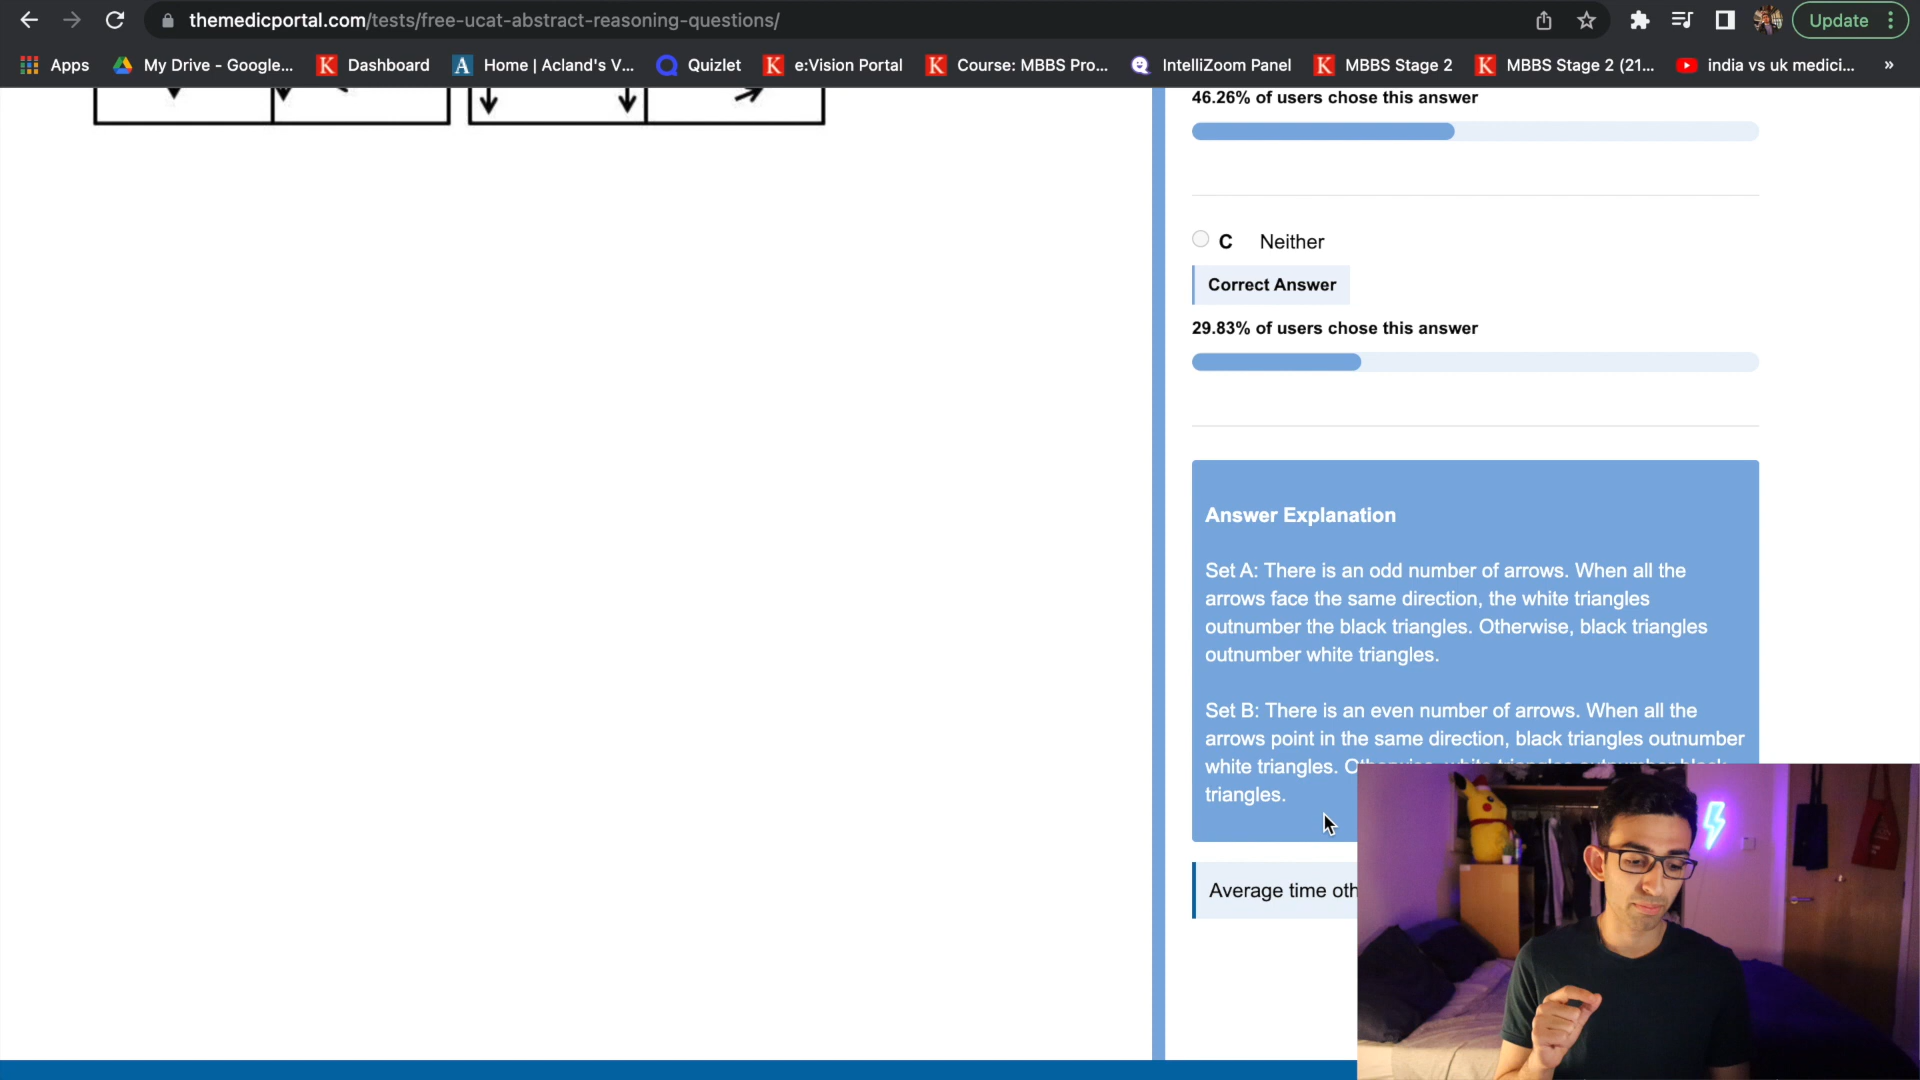 themedicportal.com/tests/free-ucat-abstract-reasoning-questions/
Update
Apps
My Drive - Google...
Dashboard
Home | Acland's V...
Quizlet
e:Vision Portal
Course: MBBS Pro...
IntelliZoom Panel
MBBS Stage 2
MBBS Stage 2 (21...
india vs uk medici...
»
46.26% of users chose this answer
C Neither
Correct Answer
29.83% of users chose this answer
Answer Explanation
Set A: There is an odd number of arrows. When all the
arrows face the same direction, the white triangles
outnumber the black triangles. Otherwise, black triangles
outnumber white triangles.
Set B: There is an even number of arrows. When all the
arrows point in the same direction, black triangles outnumber
white triangles. Otherwise, white triangles outnumber black
triangles.
Average time